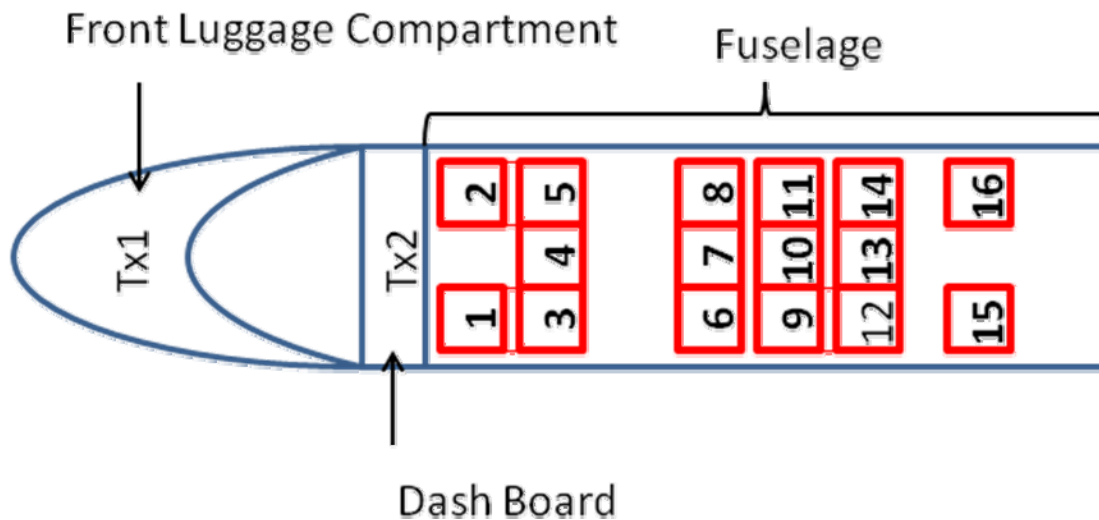 Front Luggage Compartment
Fuselage
Tx1
Tx2
2 5 8 11 14 16
4 7 10 13
1 3 6 9 12 15
Dash Board